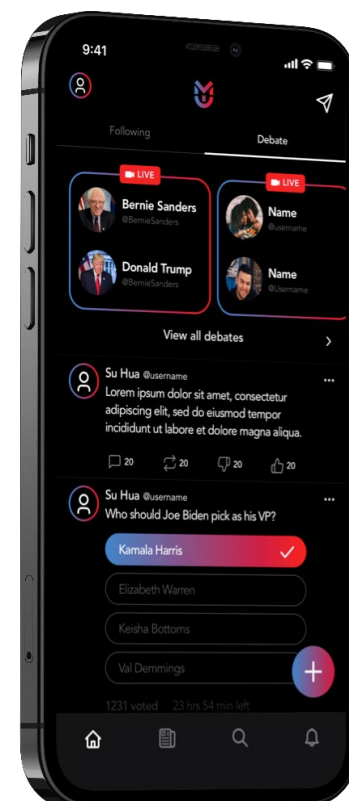 9:41
Following
Debate
LIVE
LIVE
Bernie Sanders
@BernieSanders
Name
@username
Donald Trump
@BernieSanders
Name
@Username
View all debates
Su Hua @username
Lorem ipsum dolor sit amet, consectetur
adipiscing elit, sed do eiusmod tempor
incididunt ut labore et dolore magna aliqua.
20 20 20 20
Su Hua @username
Who should Joe Biden pick as his VP?
Kamala Harris
Elizabeth Warren
Keisha Bottoms
Val Demmings
1231 voted 23 hrs 54 min left